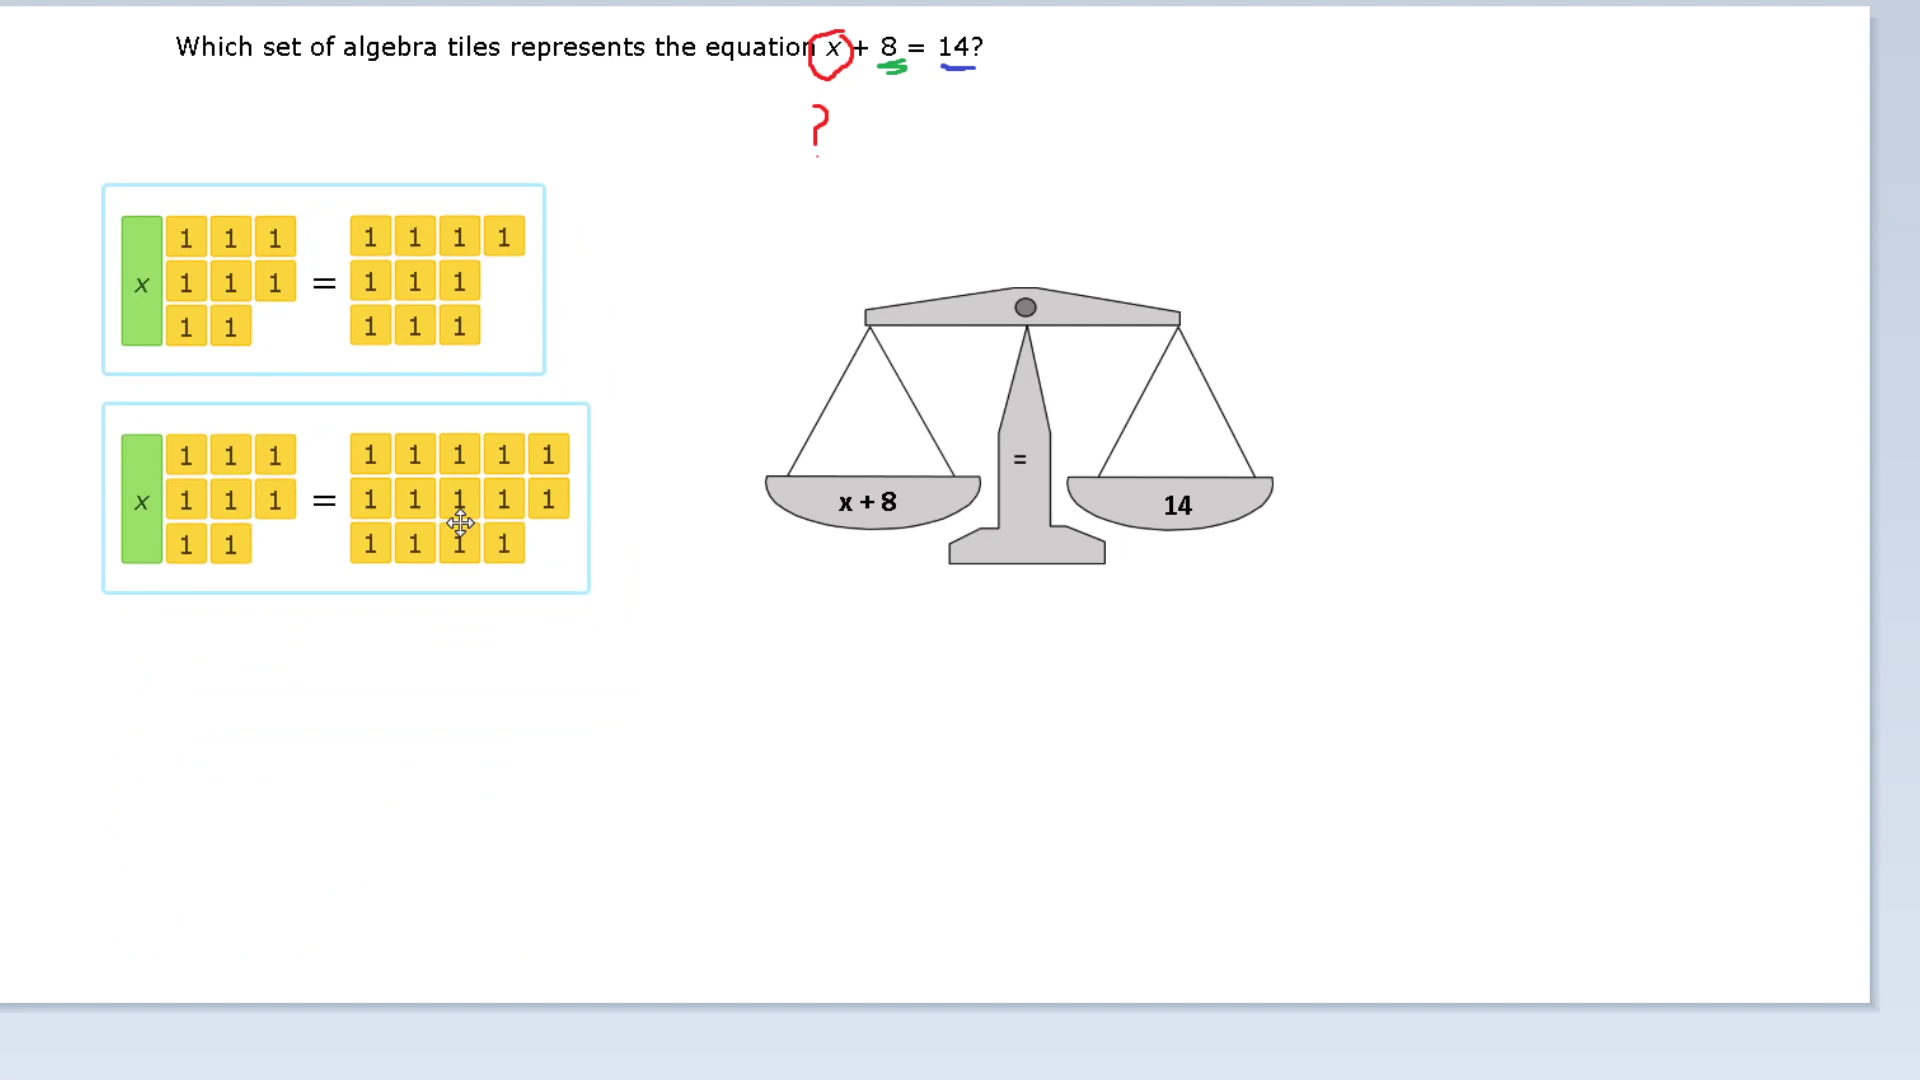 Which set of algebra tiles represents the equation x + 8 = 14?
?
1 1 1 1 1 1 1
x 1 1 1 = 1 1 1
1 1 1 1 1
1 1 1 1 1 1 1 1
x 1 1 1 = 1 1 1 1 1
1 1 1 1 1 1
=
x + 8 14